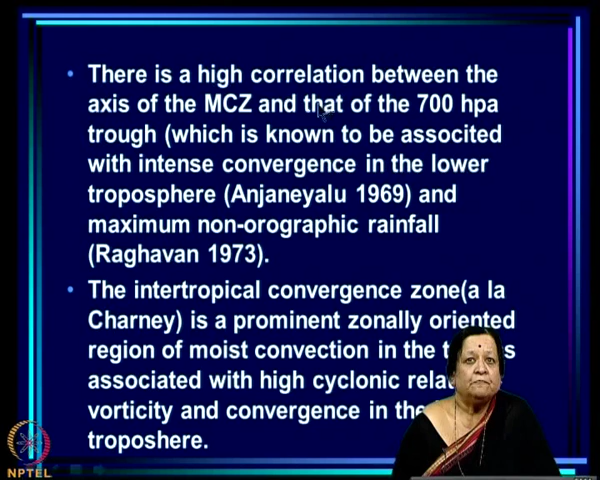 There is a high correlation between the
axis of the MCZ and that of the 700 hpa
trough (which is known to be associted
with intense convergence in the lower
troposphere (Anjaneyalu 1969) and
maximum non-orographic rainfall
(Raghavan 1973).
The intertropical convergence zone(a la
Charney) is a prominent zonally oriented
region of moist convection in the
associated with high cyclonic
vorticity and convergence in the
troposhere.
NPTEL